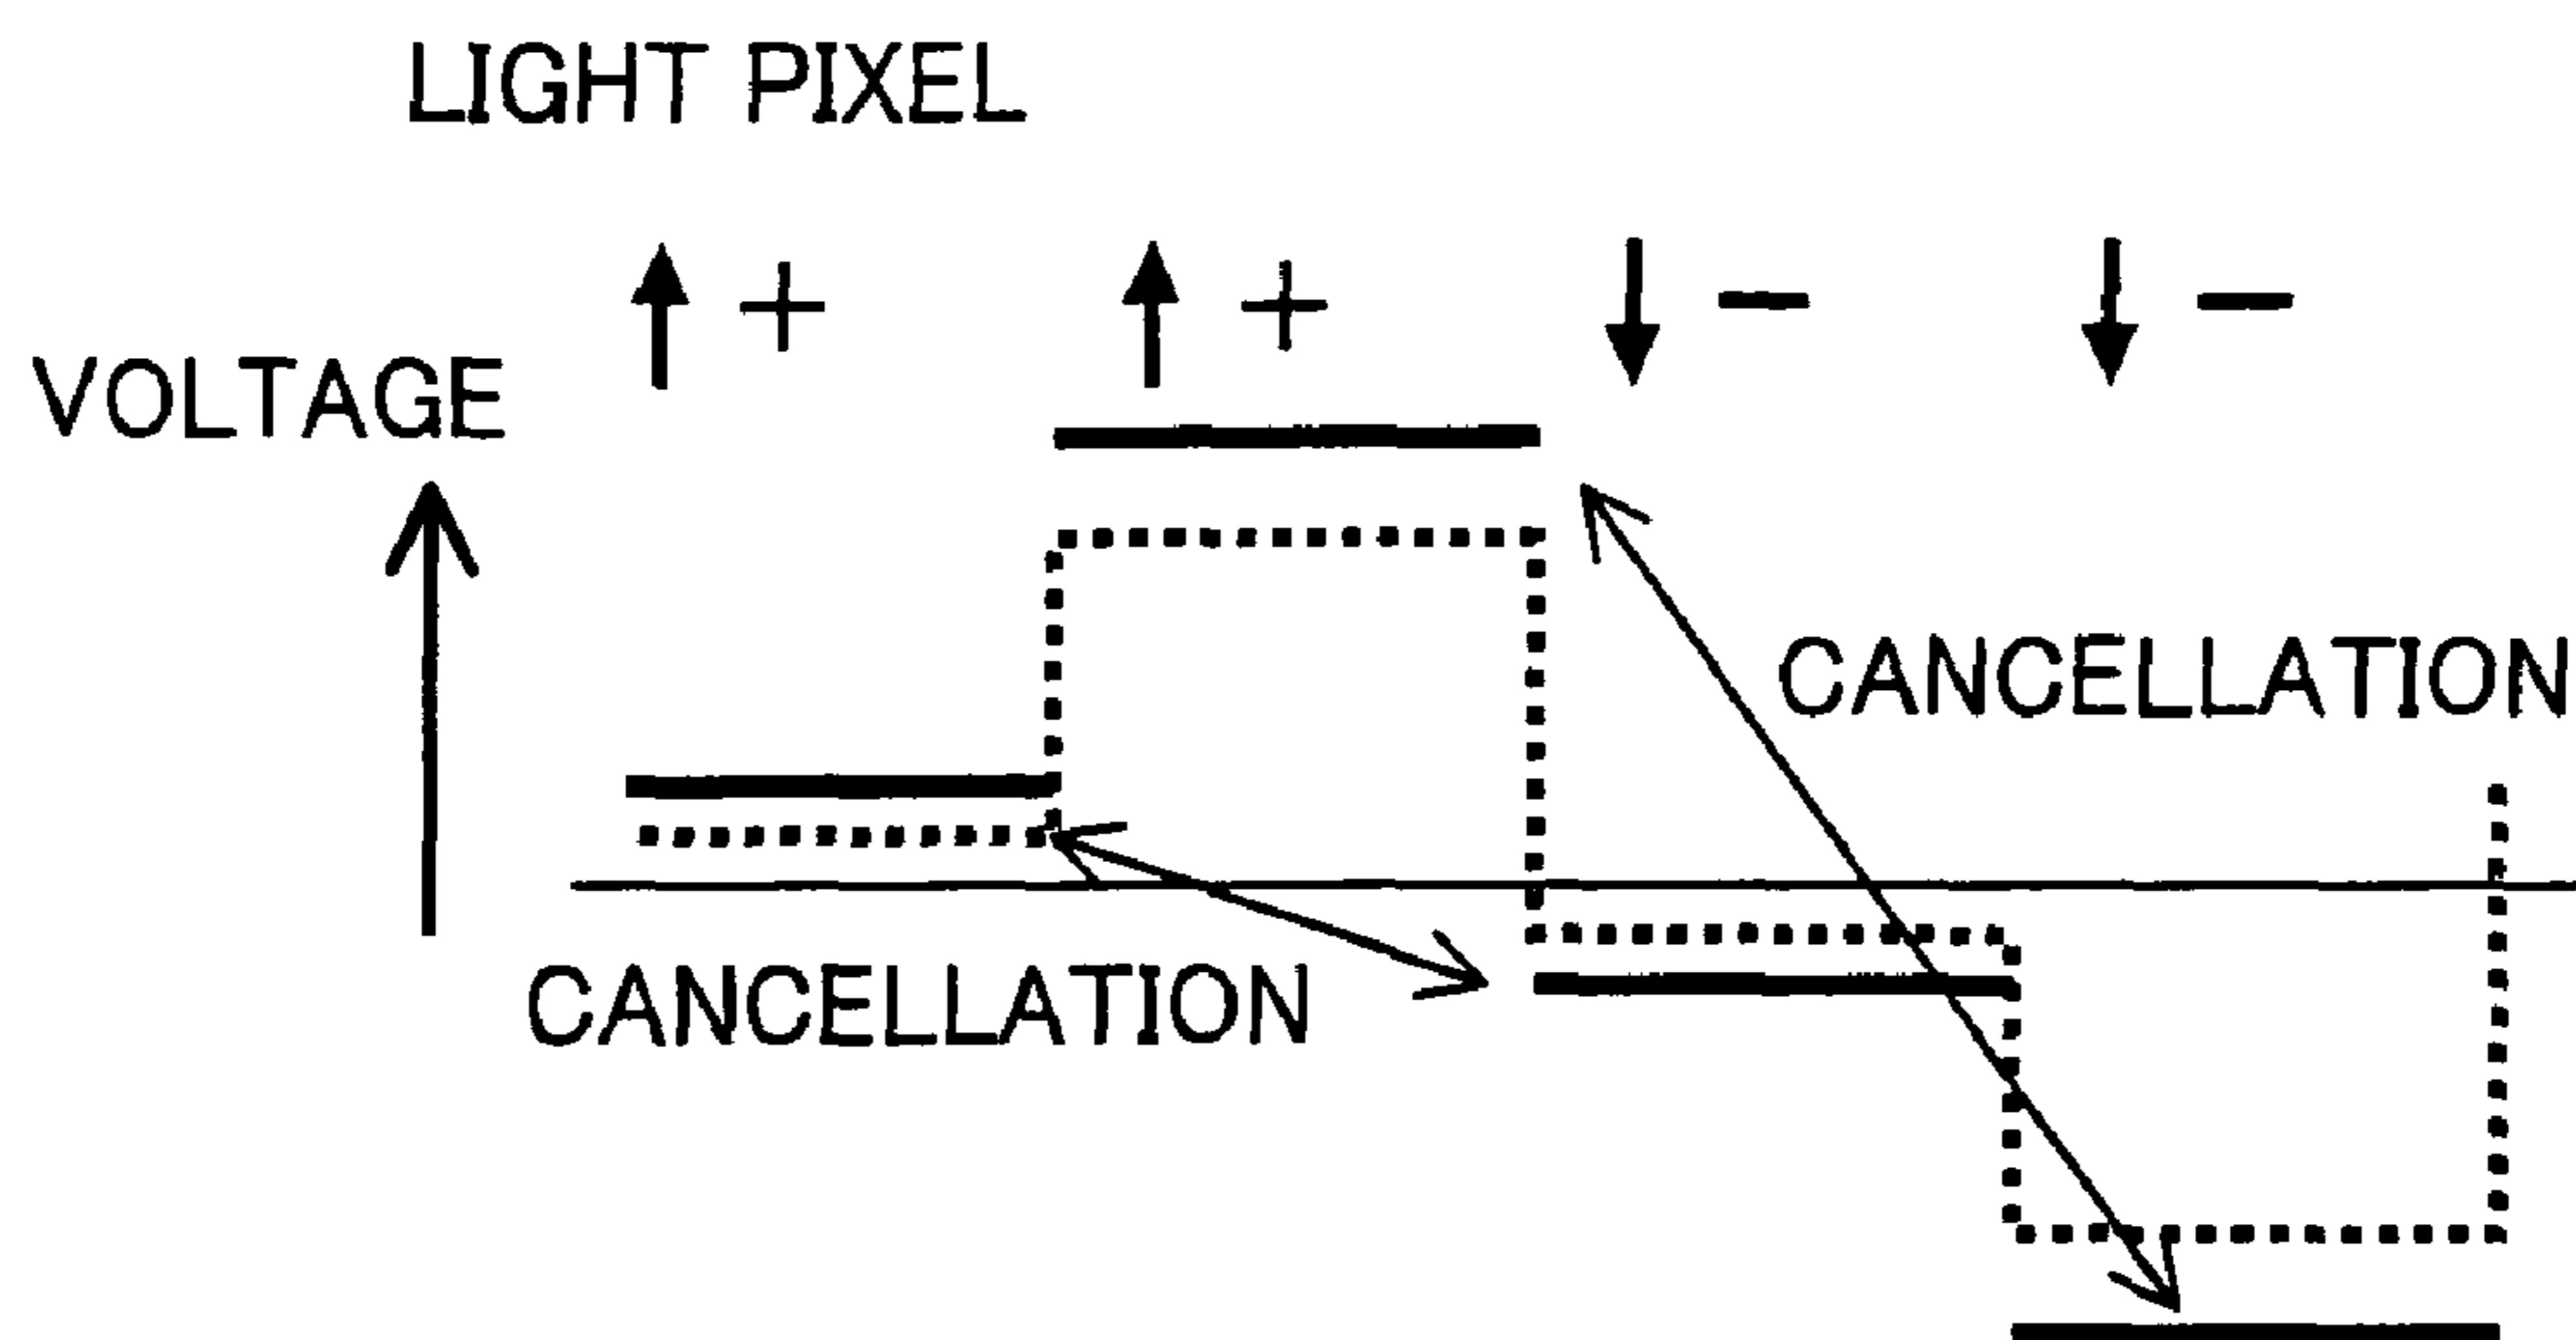 LIGHT PIXEL
+ + − −
VOLTAGE
CANCELLATION
CANCELLATION